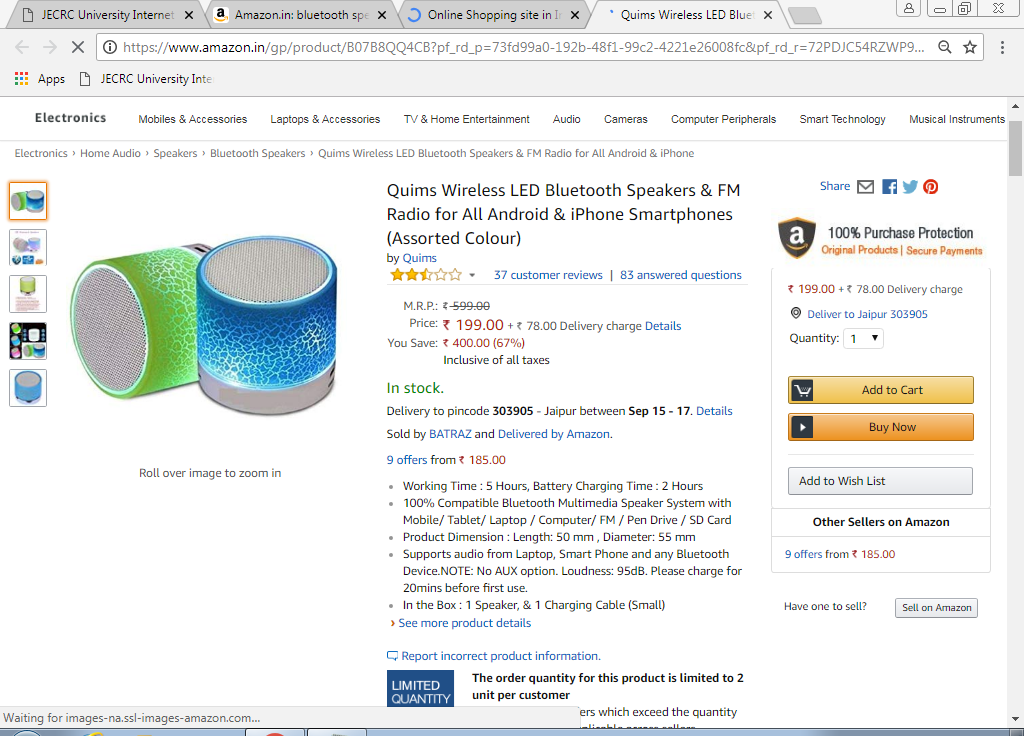 JECRC University Internet
Amazon.in: bluetooth spe
Online Shopping site in In
Quims Wireless LED Bluet
https://www.amazon.in/gp/product/B07B8QQ4CB?pf_rd_p=73fd99a0-192b-48f1-99c2-4221e26008fc&pf_rd_r=72PDJC54RZWP9...
Apps
JECRC University Inte
Electronics
Mobiles & Accessories
Laptops & Accessories
TV & Home Entertainment
Audio
Cameras
Computer Peripherals
Smart Technology
Musical Instruments
Electronics › Home Audio › Speakers › Bluetooth Speakers › Quims Wireless LED Bluetooth Speakers & FM Radio for All Android & iPhone
Quims Wireless LED Bluetooth Speakers & FM
Radio for All Android & iPhone Smartphones
(Assorted Colour)
by Quims
37 customer reviews | 83 answered questions
M.R.P.: ₹ 599.00
Price: ₹ 199.00 + ₹ 78.00 Delivery charge Details
You Save: ₹ 400.00 (67%)
Inclusive of all taxes
In stock.
Delivery to pincode 303905 - Jaipur between Sep 15 - 17. Details
Sold by BATRAZ and Delivered by Amazon.
9 offers from ₹ 185.00
Working Time : 5 Hours, Battery Charging Time : 2 Hours
100% Compatible Bluetooth Multimedia Speaker System with
Mobile/ Tablet/ Laptop / Computer/ FM / Pen Drive / SD Card
Product Dimension : Length: 50 mm , Diameter: 55 mm
Supports audio from Laptop, Smart Phone and any Bluetooth
Device.NOTE: No AUX option. Loudness: 95dB. Please charge for
20mins before first use.
In the Box : 1 Speaker, & 1 Charging Cable (Small)
› See more product details
Report incorrect product information.
LIMITED
QUANTITY
The order quantity for this product is limited to 2
unit per customer
ers which exceed the quantity
Roll over image to zoom in
Share
a
100% Purchase Protection
Original Products | Secure Payments
₹ 199.00 + ₹ 78.00 Delivery charge
Deliver to Jaipur 303905
Quantity: 1
Add to Cart
Buy Now
Add to Wish List
Other Sellers on Amazon
9 offers from ₹ 185.00
Have one to sell?
Sell on Amazon
Waiting for images-na.ssl-images-amazon.com...